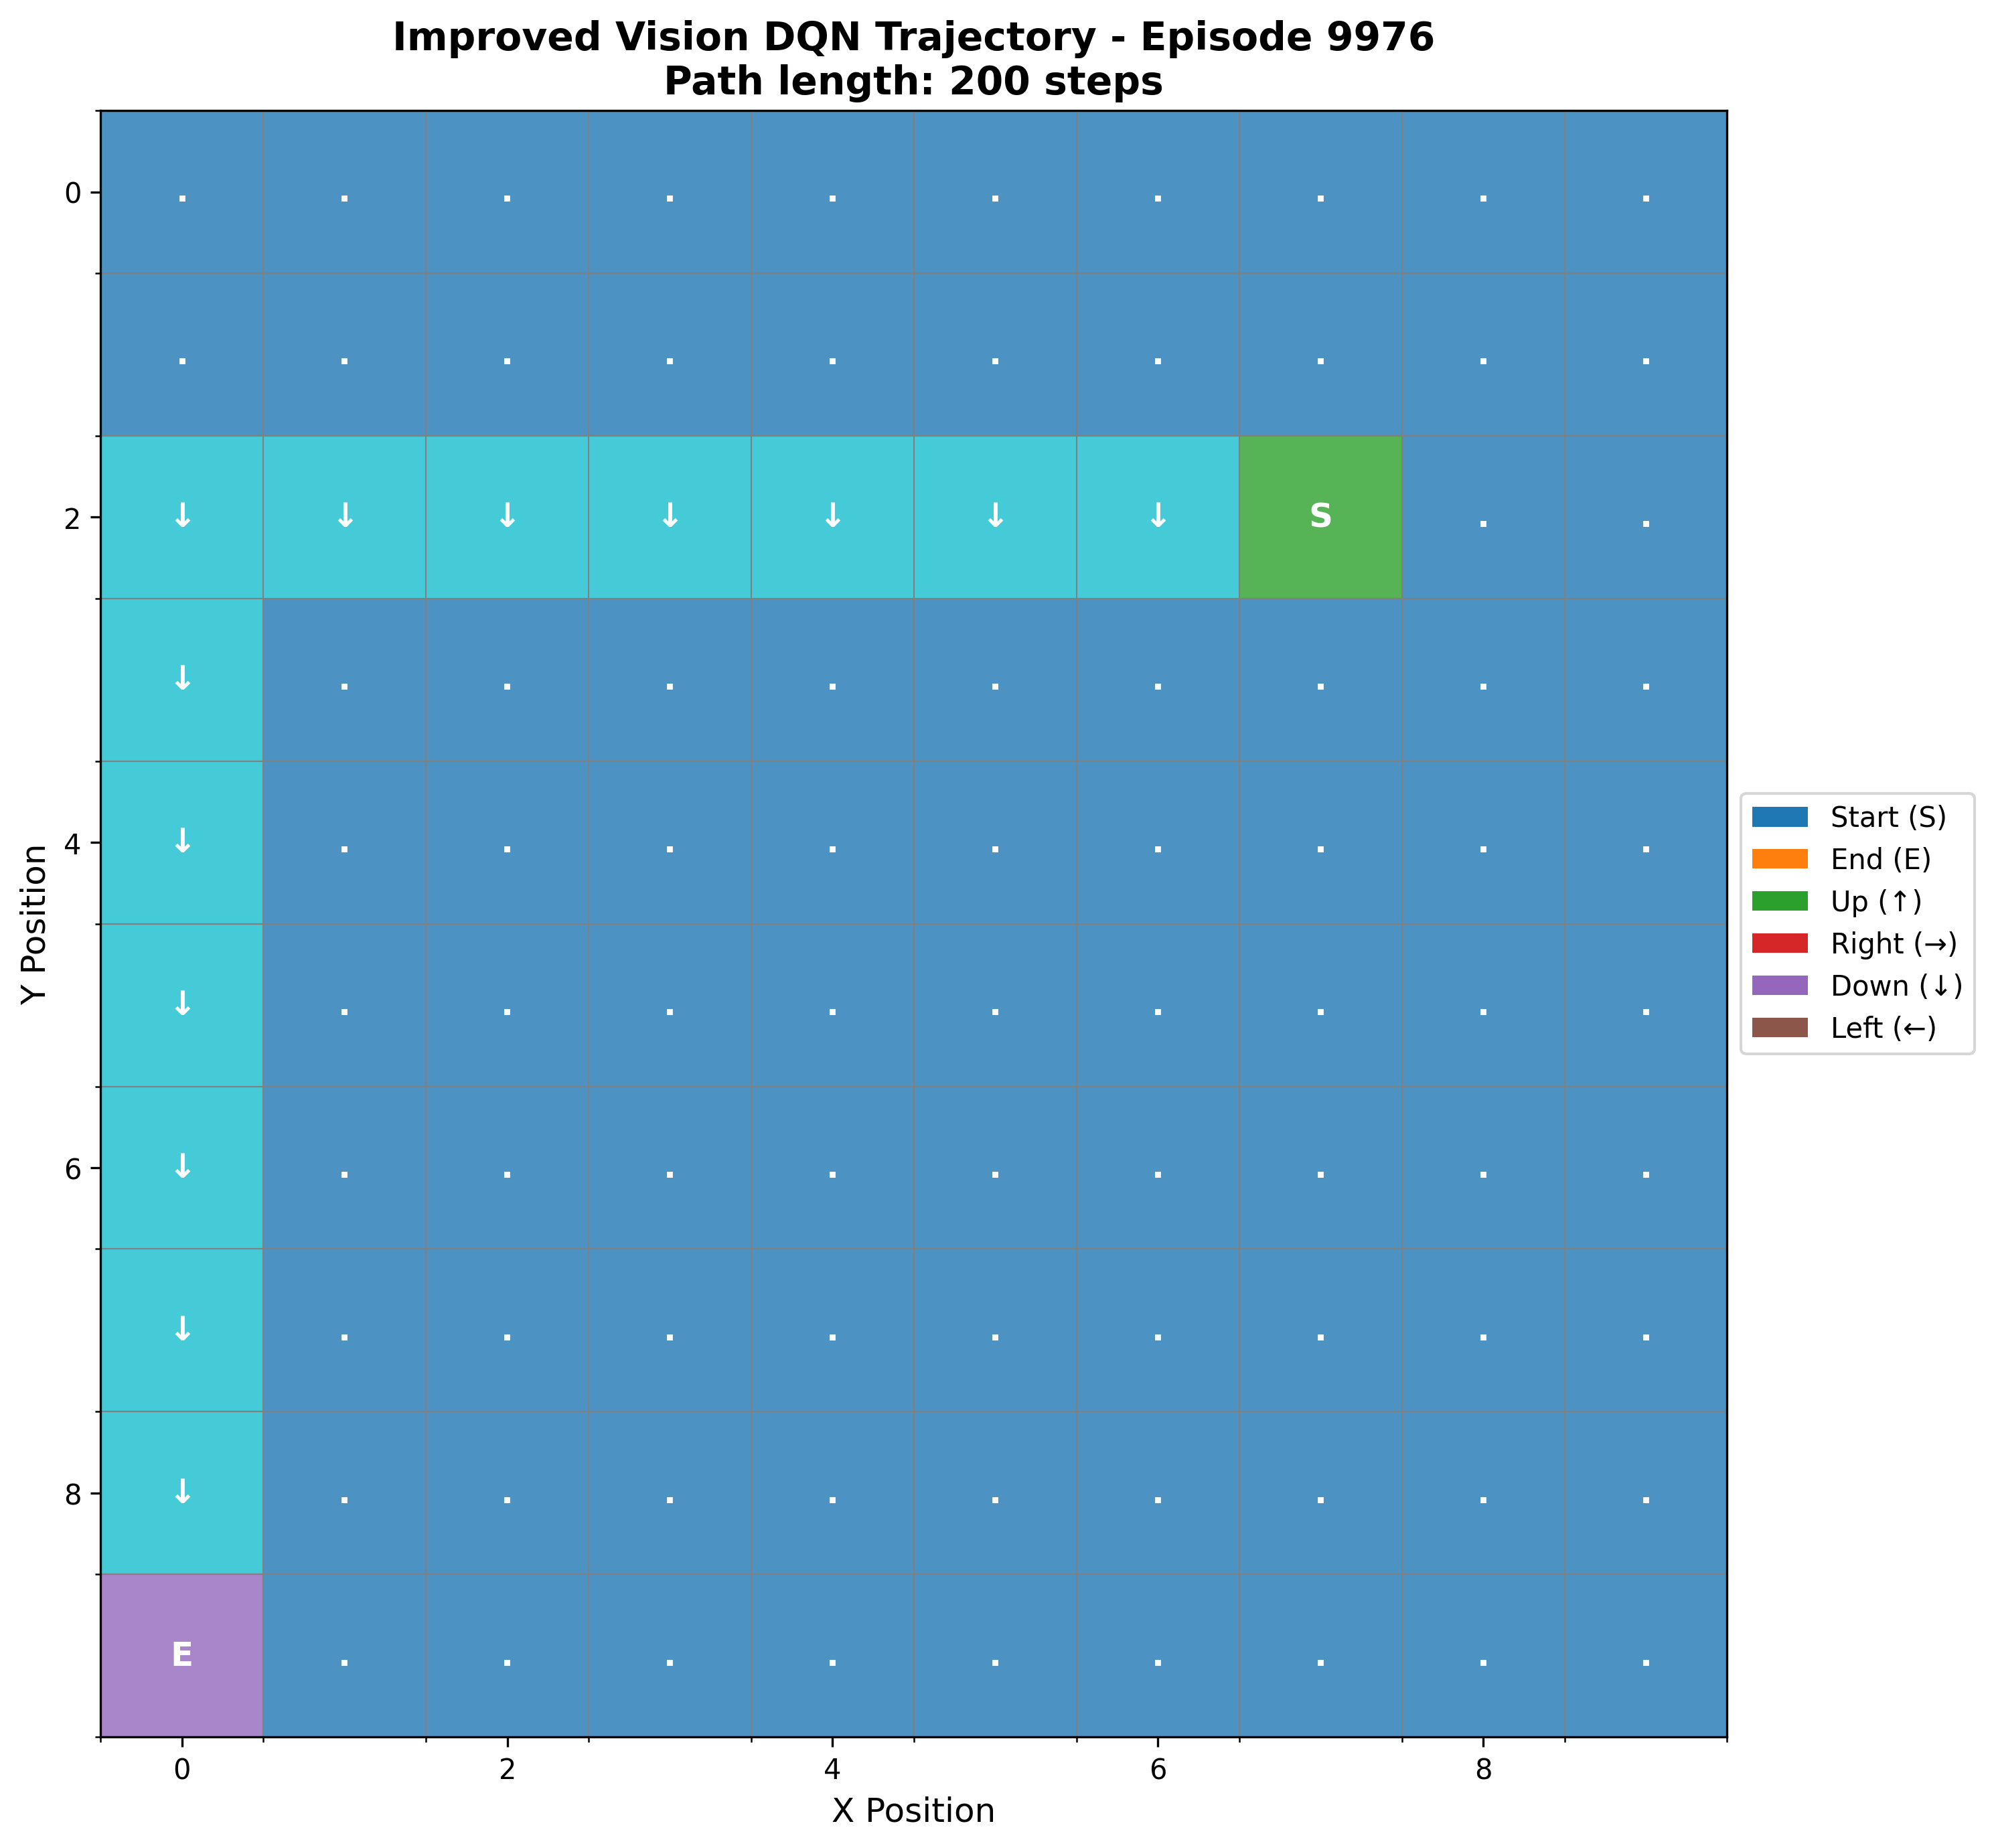 Improved Vision DQN Trajectory - Episode 9976
Path length: 200 steps
0 . . . . . . . . . .
. . . . . . . . . .
2 ↓ ↓ ↓ ↓ ↓ ↓ ↓ S . .
↓ . . . . . . . . .
4 ↓ . . . . . . . . .
↓ . . . . . . . . .
6 ↓ . . . . . . . . .
↓ . . . . . . . . .
8 ↓ . . . . . . . . .
E . . . . . . . . .
0 2 4 6 8
X Position
Y Position
Start (S)
End (E)
Up (↑)
Right (→)
Down (↓)
Left (←)